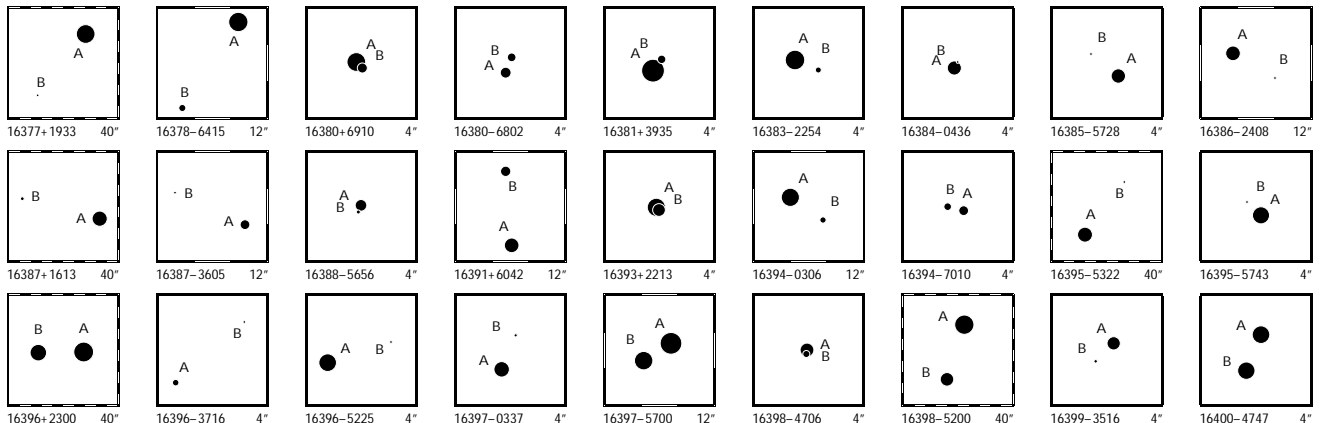 A A A B A B B A A B A B B A A B A
B B
16377+1933 40″ 16378−6415 12″ 16380+6910 4″ 16380−6802 4″ 16381+3935 4″ 16383−2254 4″ 16384−0436 4″ 16385−5728 4″ 16386−2408 12″
B A B A A B B A A B A B B A B A B A B A
16387+1613 40″ 16387−3605 12″ 16388−5656 4″ 16391+6042 12″ 16393+2213 4″ 16394−0306 12″ 16394−7010 4″ 16395−5322 40″ 16395−5743 4″
B A A B A B B A A B A B A B A B A B
16396+2300 40″ 16396−3716 4″ 16396−5225 4″ 16397−0337 4″ 16397−5700 12″ 16398−4706 4″ 16398−5200 40″ 16399−3516 4″ 16400−4747 4″